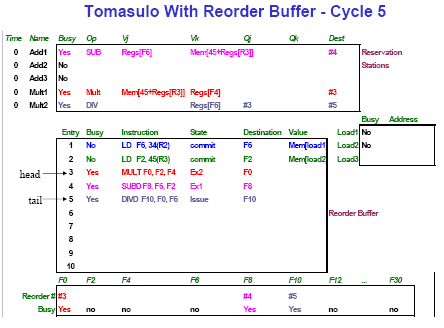 Tomasulo With Reorder Buffer - Cycle 5
Time Name Busy Op Vj Vk Qj Qk Dest
0 Add1 Yes SUB Regs[F6] Mem[45+Regs[R3]] #4 Reservation
0 Add2 No Stations
0 Add3 No
0 Mult1 Yes Mult Mem[45+Regs[R3]] Regs[F4] #3
0 Mult2 Yes DIV Regs[F6] #3 #5
Busy Address
Entry Busy Instruction State Destination Value Load1 No
1 No LD F6, 34(R2) commit F6 Mem[load1] Load2 No
2 No LD F2, 45(R3) commit F2 Mem[load2] Load3
head 3 Yes MULT F0, F2, F4 Ex2 F0
4 Yes SUBD F8, F6, F2 Ex1 F8
tail 5 Yes DIVD F10, F0, F6 Issue F10
6 Reorder Buffer
7
8
9
10
F0 F2 F4 F6 F8 F10 F12 ... F30
Reorder # #3 #4 #5
Busy Yes no no no Yes Yes no no